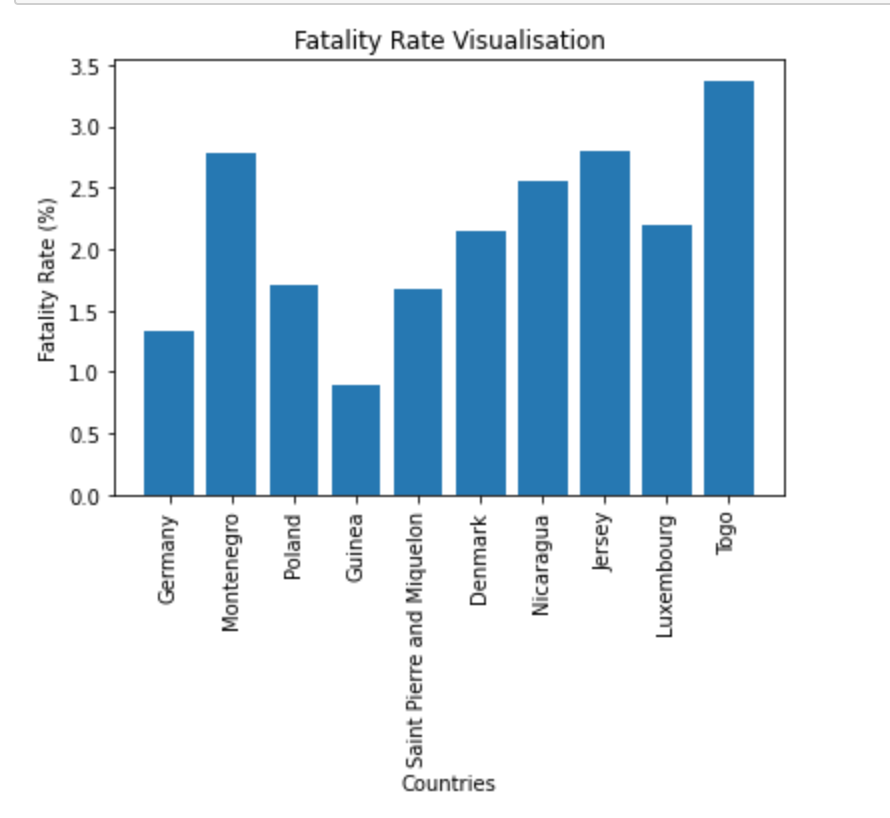 Fatality Rate Visualisation
Fatality Rate (%)
3.5
3.0
2.5
2.0
1.5
1.0
0.5
0.0
Germany
Montenegro
Poland
Guinea
Saint Pierre and Miquelon
Denmark
Nicaragua
Jersey
Luxembourg
Togo
Countries